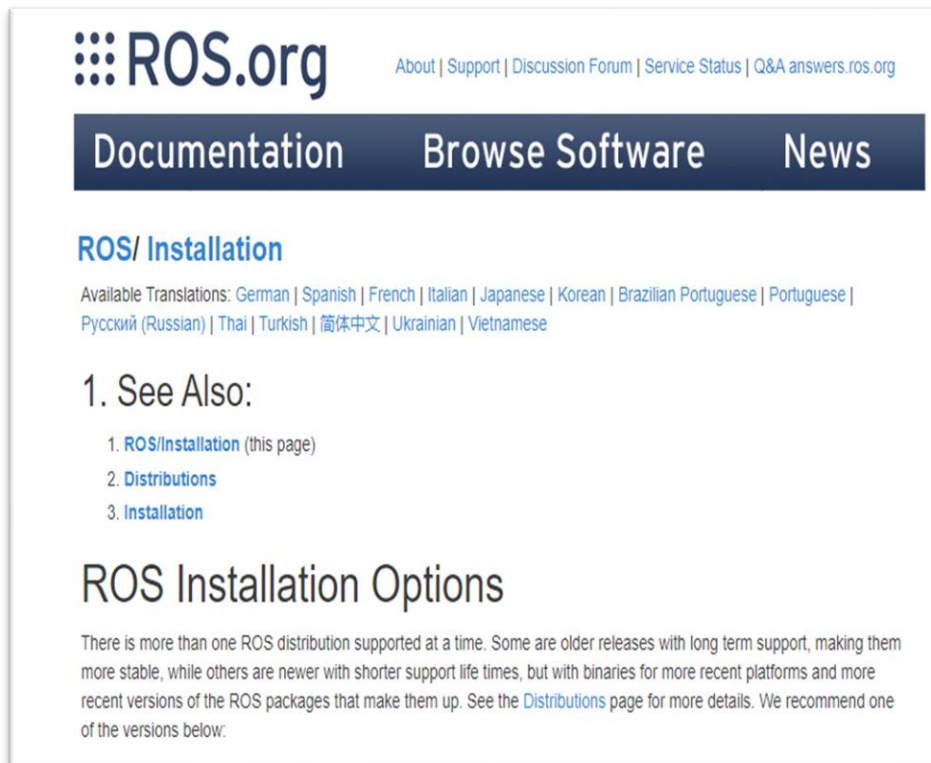 ROS.org
About | Support | Discussion Forum | Service Status | Q&A answers.ros.org
Documentation Browse Software News
ROS/ Installation
Available Translations: German | Spanish | French | Italian | Japanese | Korean | Brazilian Portuguese | Portuguese |
Русский (Russian) | Thai | Turkish | 简体中文 | Ukrainian | Vietnamese
1. See Also:
1. ROS/Installation (this page)
2. Distributions
3. Installation
ROS Installation Options
There is more than one ROS distribution supported at a time. Some are older releases with long term support, making them
more stable, while others are newer with shorter support life times, but with binaries for more recent platforms and more
recent versions of the ROS packages that make them up. See the Distributions page for more details. We recommend one
of the versions below: